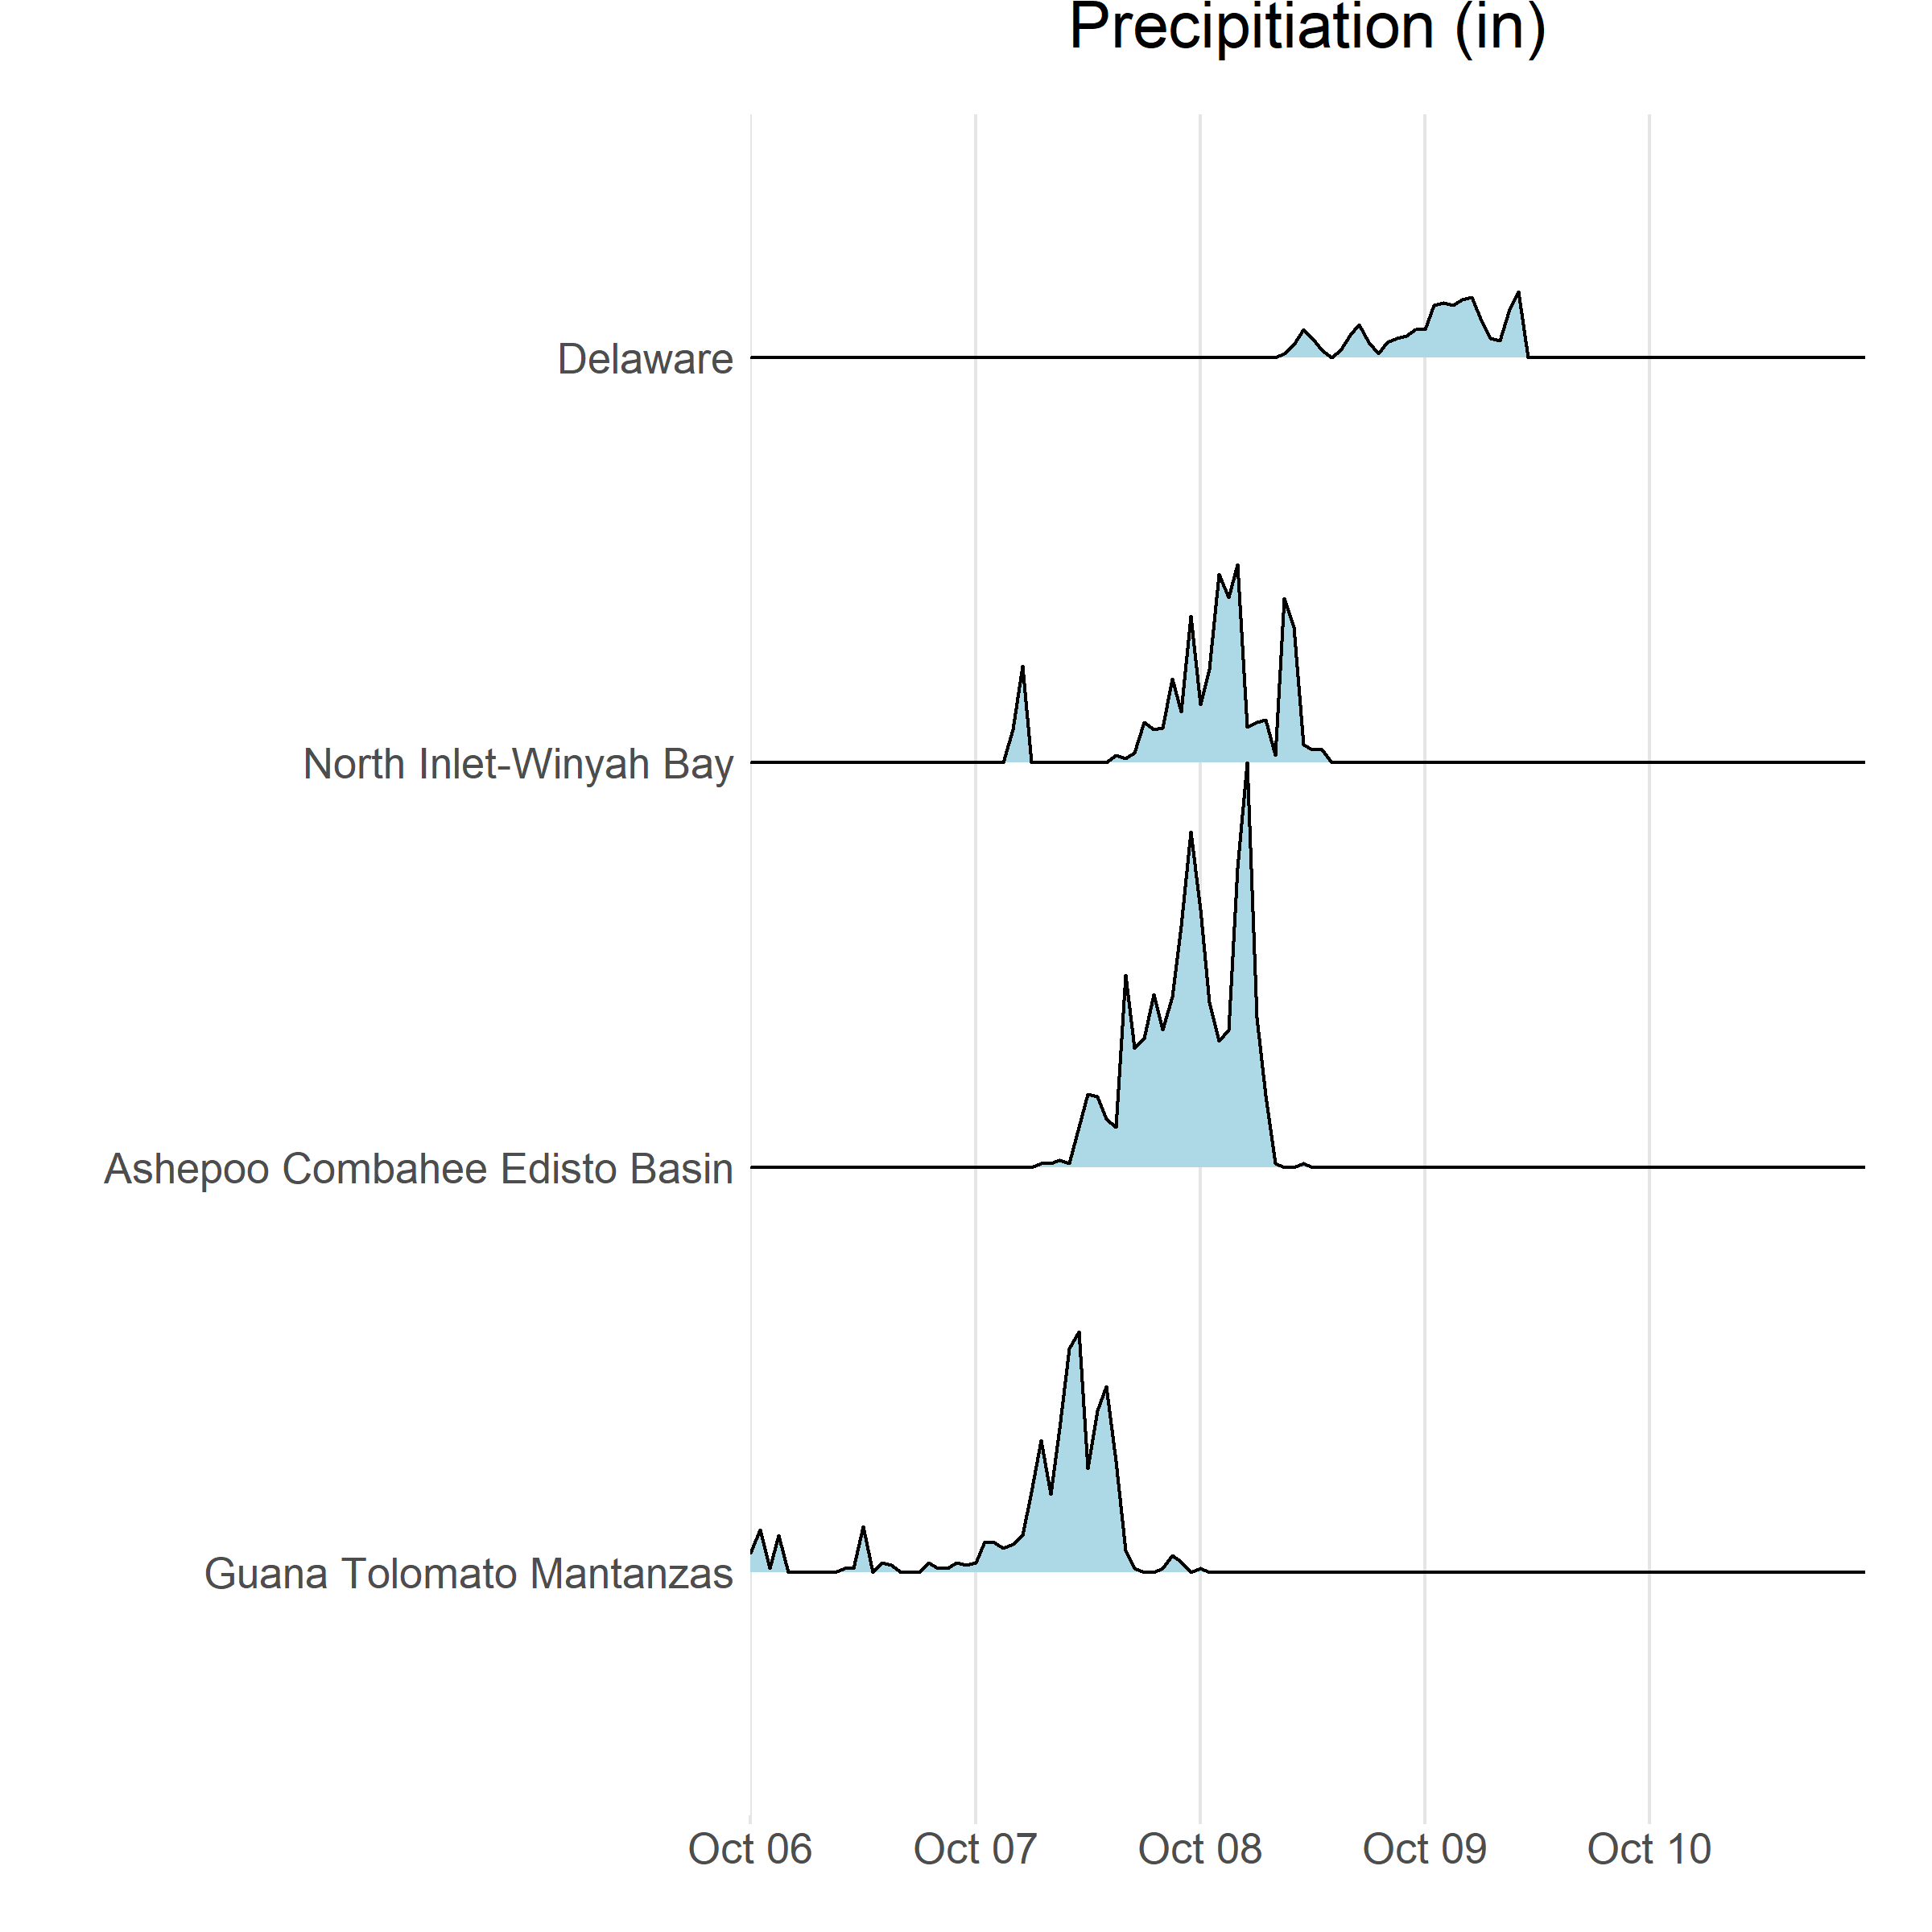 Precipitiation (in)
Delaware
North Inlet-Winyah Bay
Ashepoo Combahee Edisto Basin
Guana Tolomato Mantanzas
Oct 06 Oct 07 Oct 08 Oct 09 Oct 10